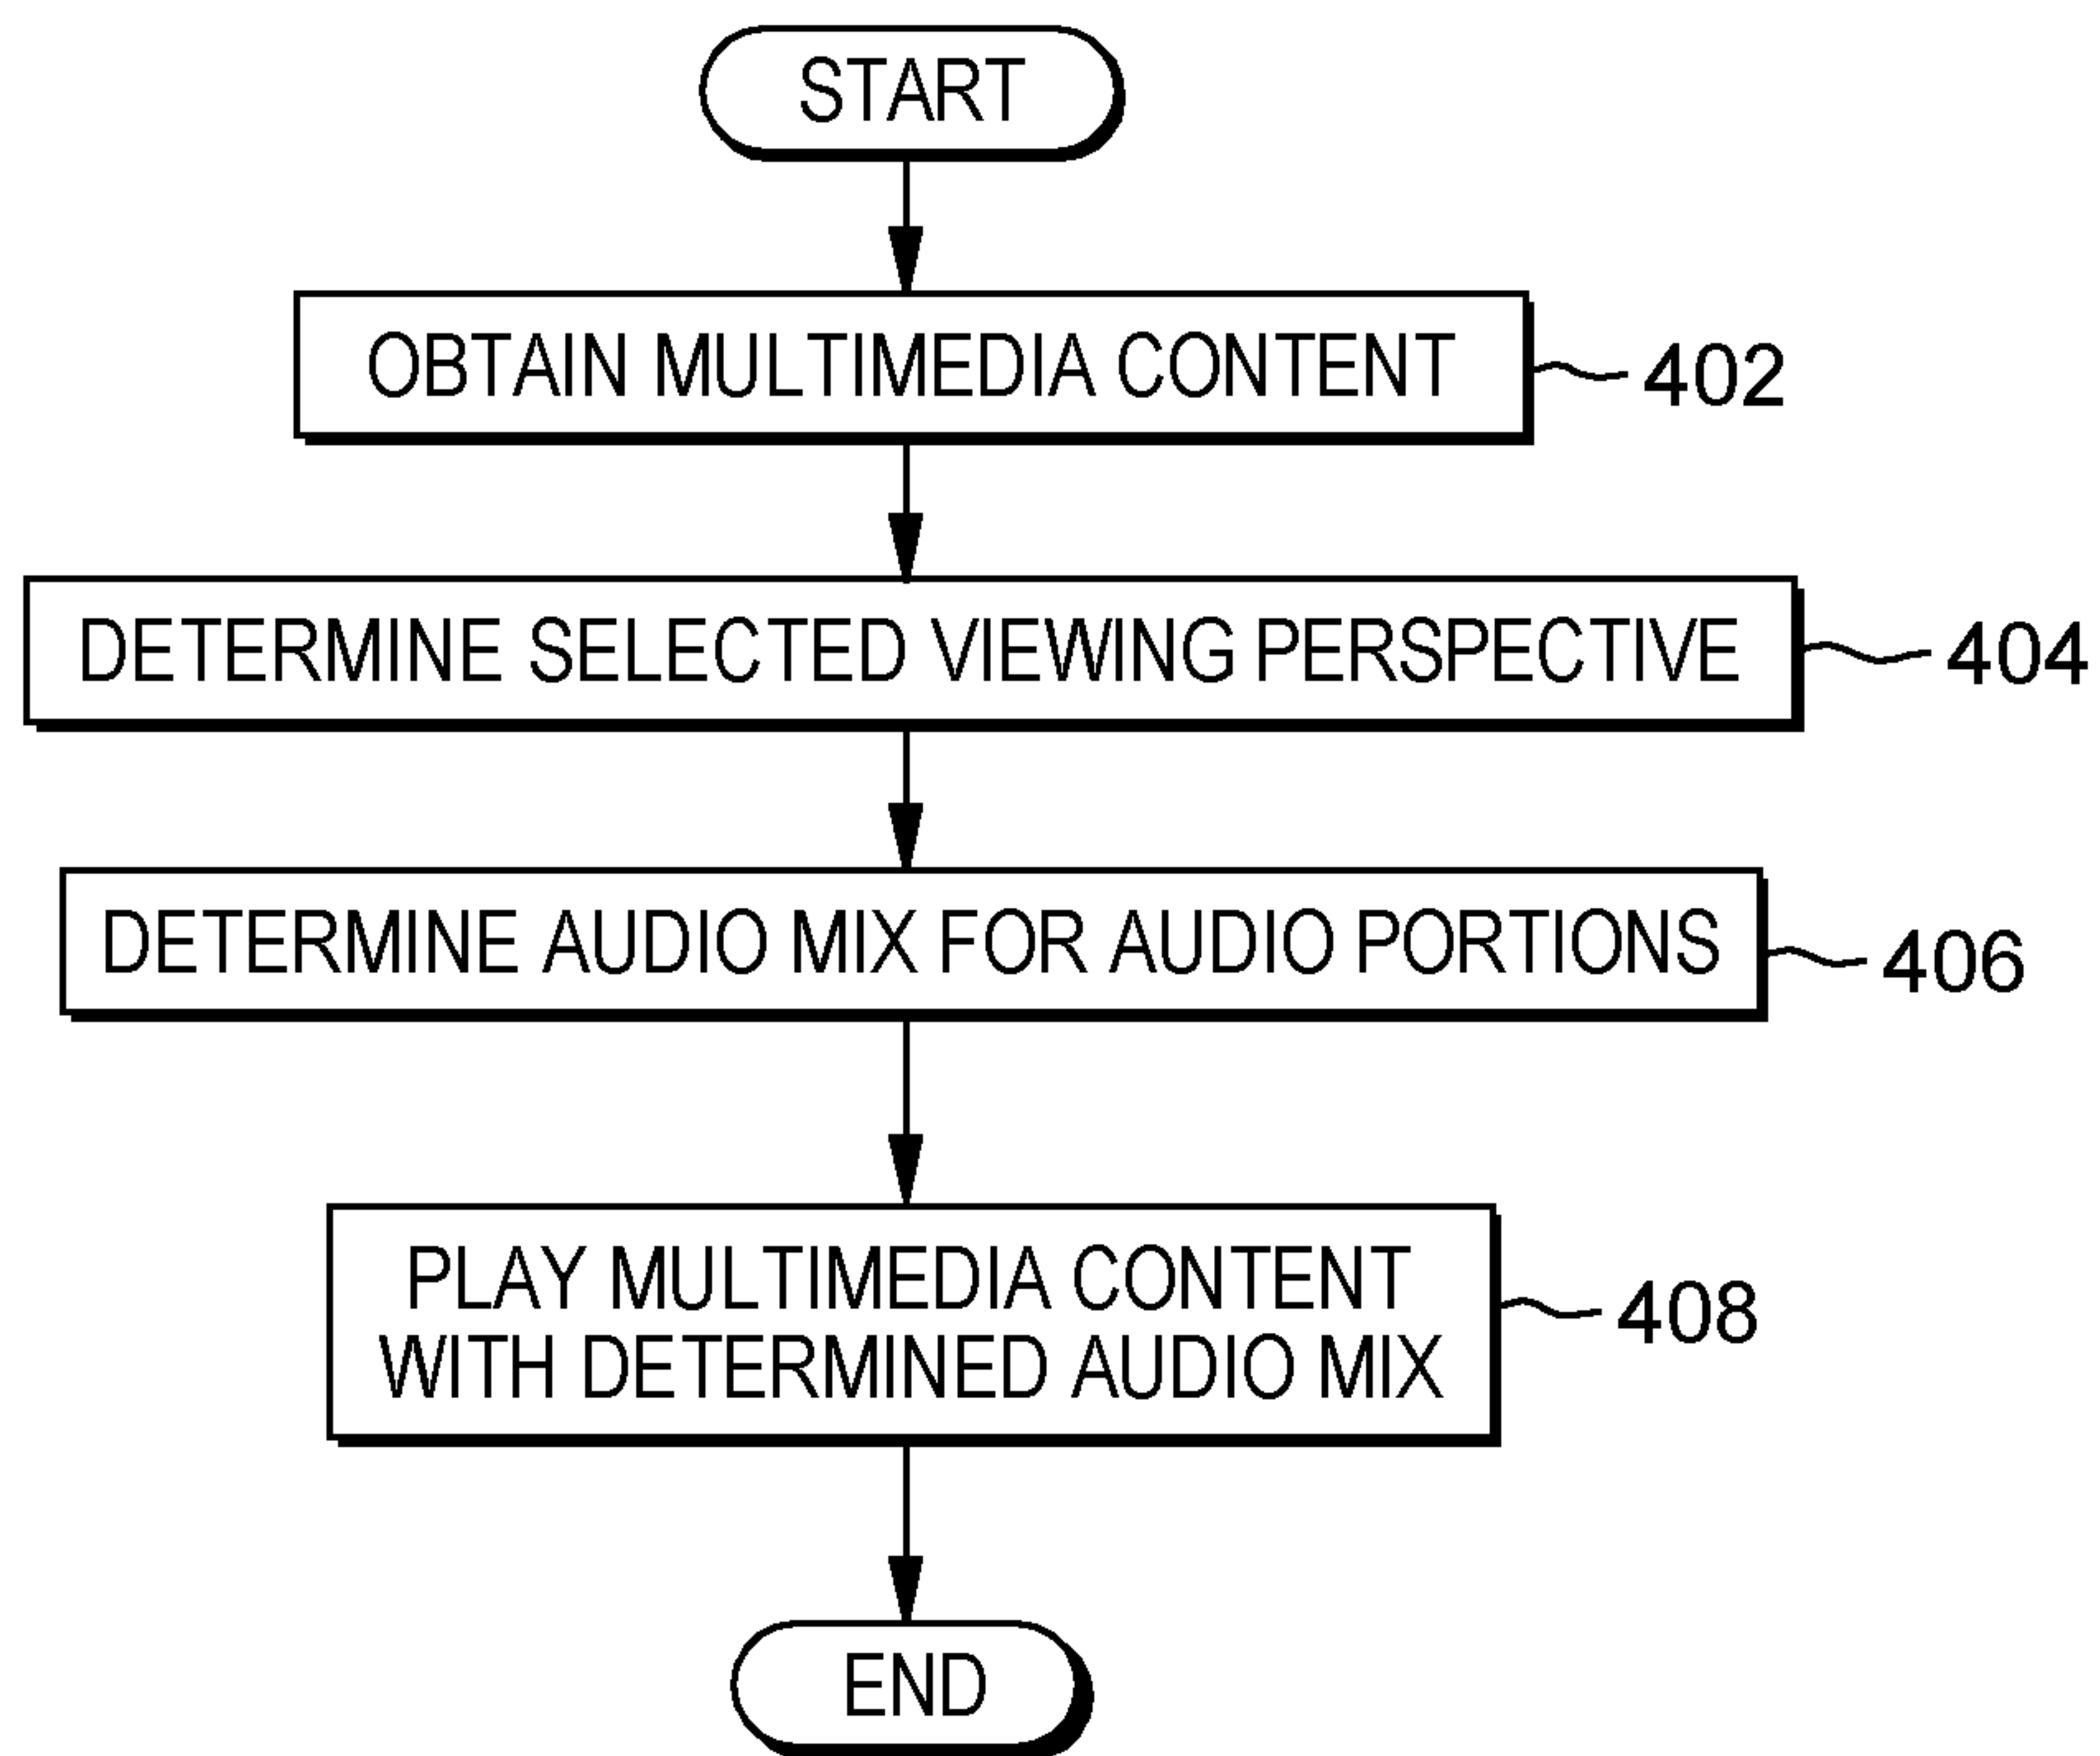 START
OBTAIN MULTIMEDIA CONTENT
402
DETERMINE SELECTED VIEWING PERSPECTIVE
404
DETERMINE AUDIO MIX FOR AUDIO PORTIONS
406
PLAY MULTIMEDIA CONTENT
WITH DETERMINED AUDIO MIX
408
END